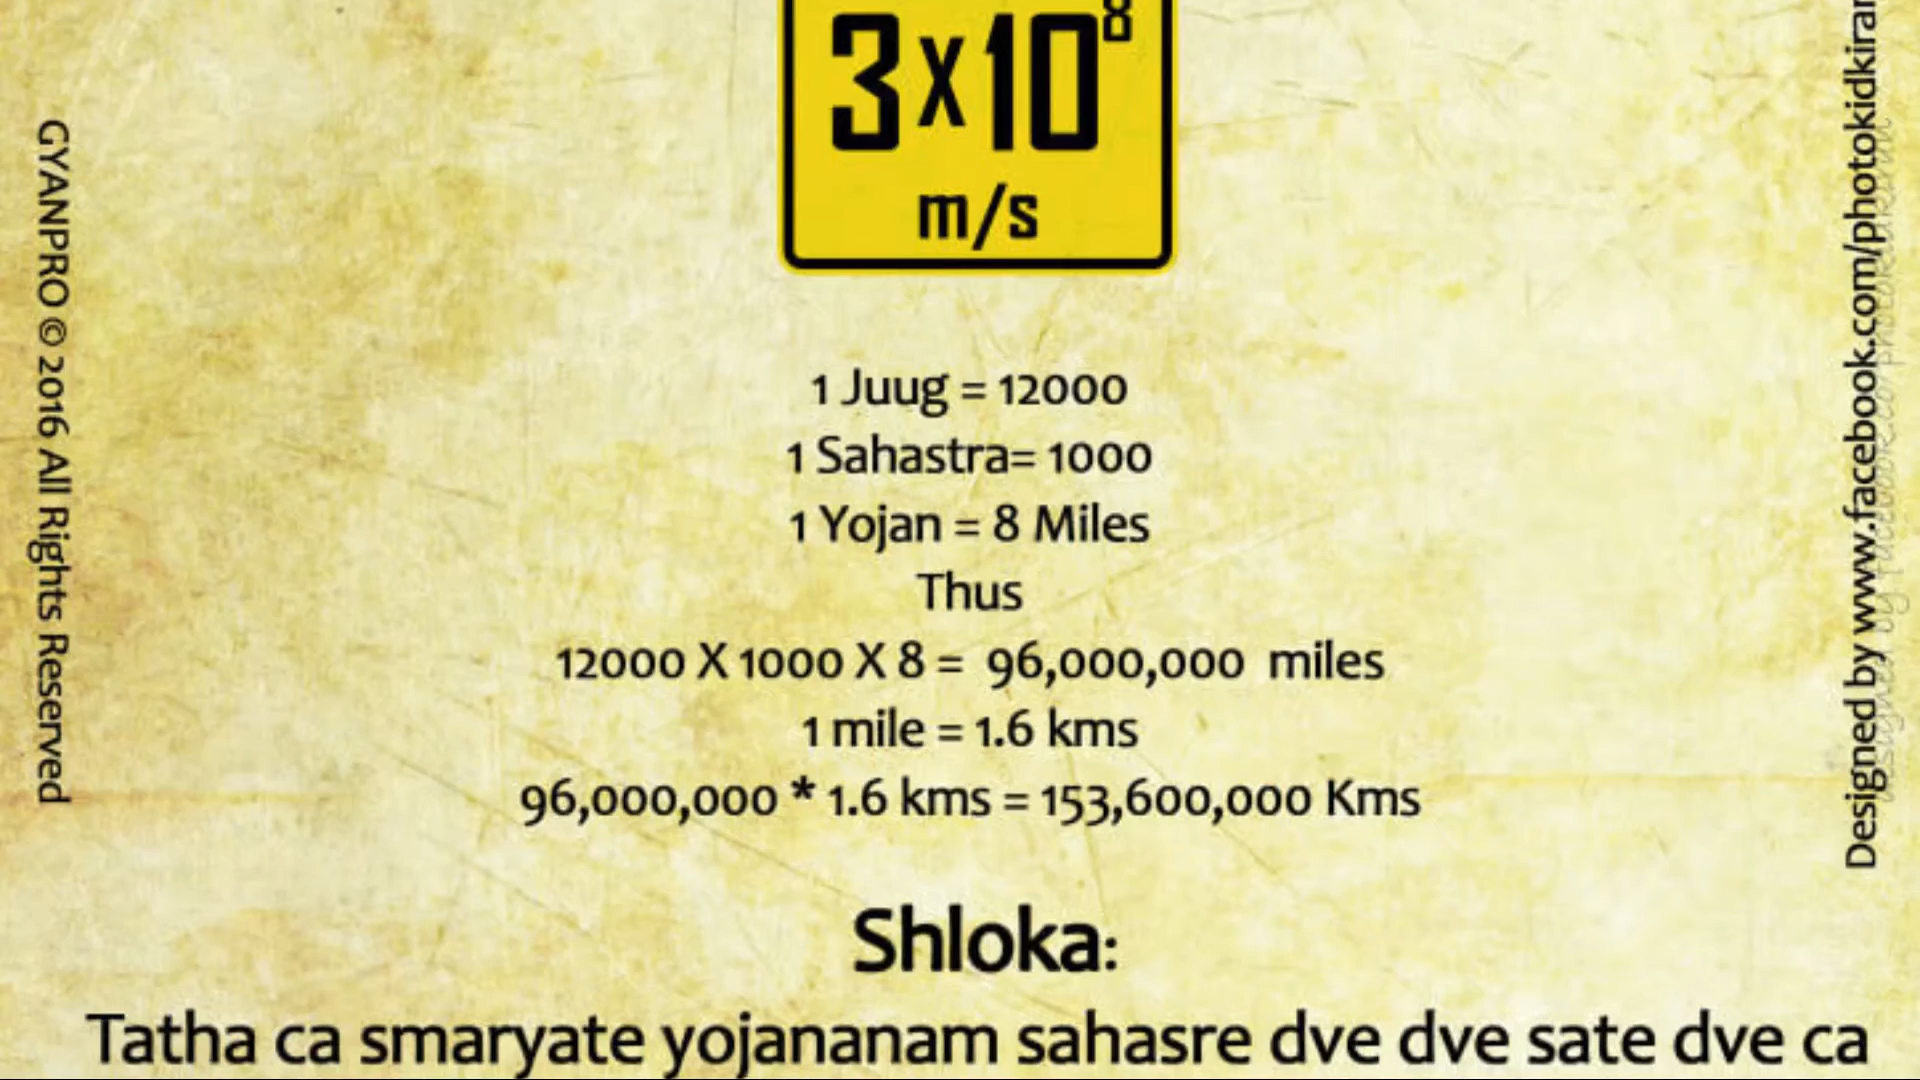 3x10⁸
m/s
GYANPRO © 2016 All Rights Reserved
1 Juug = 12000
1 Sahastra= 1000
1 Yojan = 8 Miles
Thus
12000 X 1000 X 8 = 96,000,000 miles
1 mile = 1.6 kms
96,000,000 * 1.6 kms = 153,600,000 Kms
Shloka:
Tatha ca smaryate yojananam sahasre dve dve sate dve ca
Designed by www.facebook.com/photokidkiran